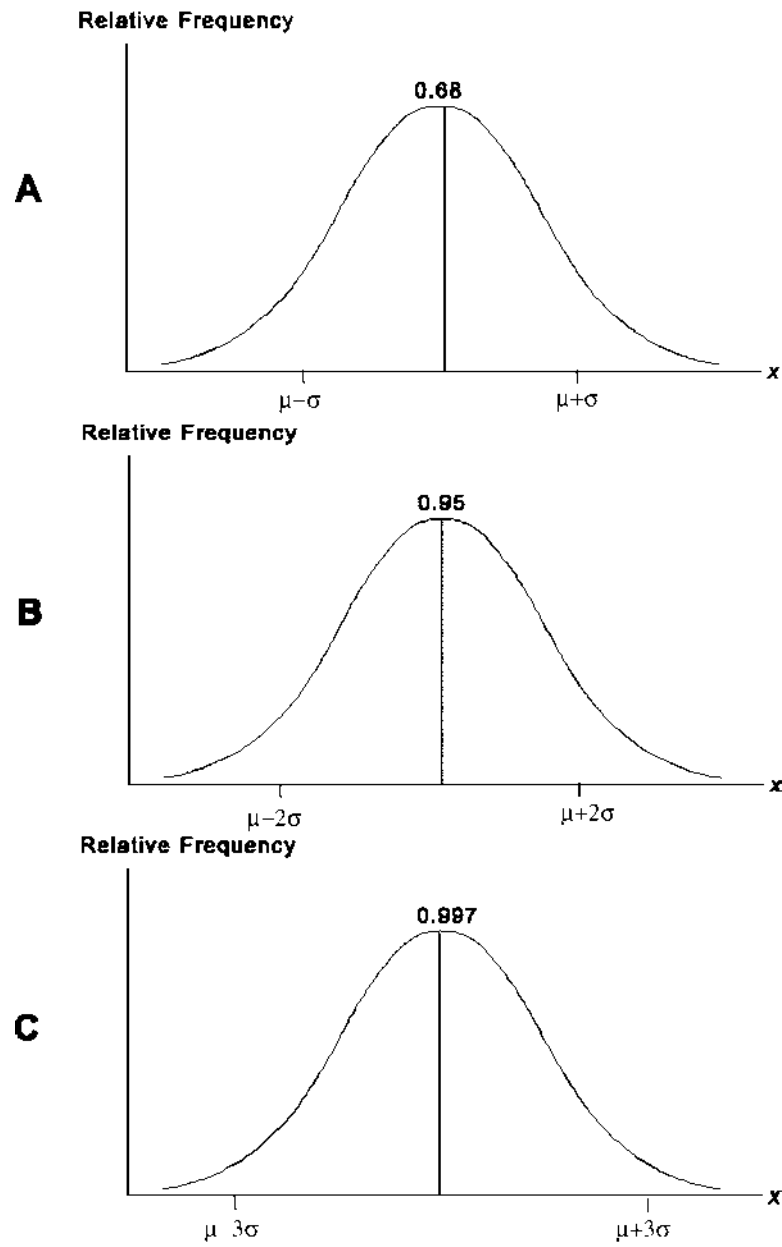 Relative Frequency
0.68
A
x
μ−σ μ+σ
Relative Frequency
0.95
B
x
μ−2σ μ+2σ
Relative Frequency
0.997
C
x
μ 3σ μ+3σ